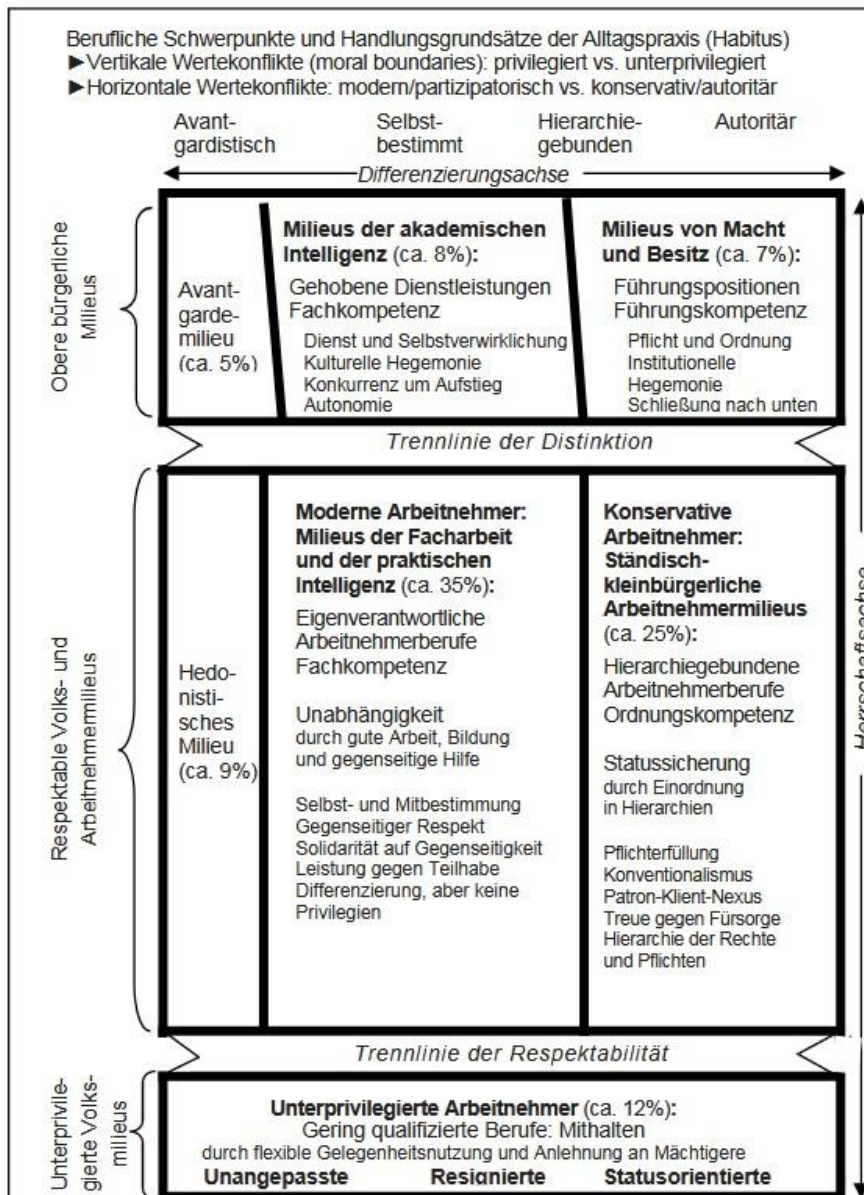 Berufliche Schwerpunkte und Handlungsgrundsätze der Alltagspraxis (Habitus)
►Vertikale Wertekonflikte (moral boundaries): privilegiert vs. unterprivilegiert
►Horizontale Wertekonflikte: modern/partizipatorisch vs. konservativ/autoritär
Avant-
gardistisch
Selbst-
bestimmt
Hierarchie-
gebunden
Autoritär
Differenzierungsachse
Obere bürgerliche
Milieus
Avant-
garde-
milieu
(ca. 5%)
Milieus der akademischen
Intelligenz (ca. 8%):
Gehobene Dienstleistungen
Fachkompetenz
Dienst und Selbstverwirklichung
Kulturelle Hegemonie
Konkurrenz um Aufstieg
Autonomie
Milieus von Macht
und Besitz (ca. 7%):
Führungspositionen
Führungskompetenz
Pflicht und Ordnung
Institutionelle
Hegemonie
Schließung nach unten
Trennlinie der Distinktion
Respektable Volks- und
Arbeitnehmermilieus
Hedo-
nisti-
sches
Milieu
(ca. 9%)
Moderne Arbeitnehmer:
Milieus der Facharbeit
und der praktischen
Intelligenz (ca. 35%):
Eigenverantwortliche
Arbeitnehmerberufe
Fachkompetenz
Unabhängigkeit
durch gute Arbeit, Bildung
und gegenseitige Hilfe
Selbst- und Mitbestimmung
Gegenseitiger Respekt
Solidarität auf Gegenseitigkeit
Leistung gegen Teilhabe
Differenzierung, aber keine
Privilegien
Konservative
Arbeitnehmer:
Ständisch-
kleinbürgerliche
Arbeitnehmermilieus
(ca. 25%):
Hierarchiegebundene
Arbeitnehmerberufe
Ordnungskompetenz
Statussicherung
durch Einordnung
in Hierarchien
Pflichterfüllung
Konventionalismus
Patron-Klient-Nexus
Treue gegen Fürsorge
Hierarchie der Rechte
und Pflichten
Herrschaftsachse
Trennlinie der Respektabilität
Unterprivile-
gierte Volks-
milieus
Unterprivilegierte Arbeitnehmer (ca. 12%):
Gering qualifizierte Berufe: Mithalten
durch flexible Gelegenheitsnutzung und Anlehnung an Mächtigere
Unangepasste
Resignierte
Statusorientierte